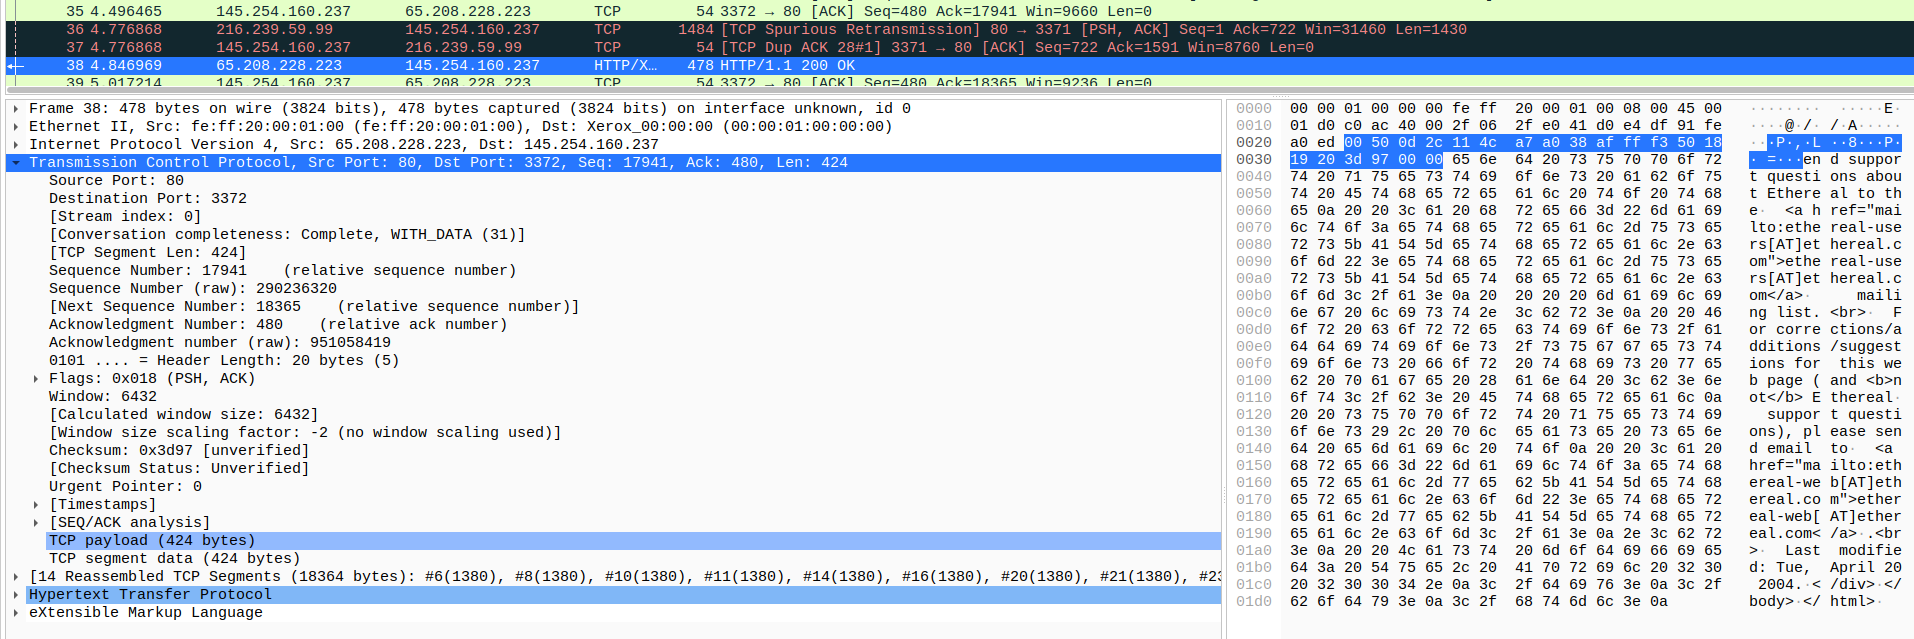 35 4.496465 145.254.160.237 65.208.228.223 TCP 54 3372 → 80 [ACK] Seq=480 Ack=17941 Win=9660 Len=0
36 4.776868 216.239.59.99 145.254.160.237 TCP 1484 [TCP Spurious Retransmission] 80 → 3371 [PSH, ACK] Seq=1 Ack=722 Win=31460 Len=1430
37 4.776868 145.254.160.237 216.239.59.99 TCP 54 [TCP Dup ACK 28#1] 3371 → 80 [ACK] Seq=722 Ack=1591 Win=8760 Len=0
38 4.846969 65.208.228.223 145.254.160.237 HTTP/X… 478 HTTP/1.1 200 OK
39 5.017214 145.254.160.237 65.208.228.223 TCP 54 3372 → 80 [ACK] Seq=480 Ack=18365 Win=9236 Len=0
Frame 38: 478 bytes on wire (3824 bits), 478 bytes captured (3824 bits) on interface unknown, id 0
Ethernet II, Src: fe:ff:20:00:01:00 (fe:ff:20:00:01:00), Dst: Xerox_00:00:00 (00:00:01:00:00:00)
Internet Protocol Version 4, Src: 65.208.228.223, Dst: 145.254.160.237
Transmission Control Protocol, Src Port: 80, Dst Port: 3372, Seq: 17941, Ack: 480, Len: 424
Source Port: 80
Destination Port: 3372
[Stream index: 0]
[Conversation completeness: Complete, WITH_DATA (31)]
[TCP Segment Len: 424]
Sequence Number: 17941    (relative sequence number)
Sequence Number (raw): 290236320
[Next Sequence Number: 18365    (relative sequence number)]
Acknowledgment Number: 480    (relative ack number)
Acknowledgment number (raw): 951058419
0101 .... = Header Length: 20 bytes (5)
Flags: 0x018 (PSH, ACK)
Window: 6432
[Calculated window size: 6432]
[Window size scaling factor: -2 (no window scaling used)]
Checksum: 0x3d97 [unverified]
[Checksum Status: Unverified]
Urgent Pointer: 0
[Timestamps]
[SEQ/ACK analysis]
TCP payload (424 bytes)
TCP segment data (424 bytes)
[14 Reassembled TCP Segments (18364 bytes): #6(1380), #8(1380), #10(1380), #11(1380), #14(1380), #16(1380), #20(1380), #21(1380), #23
Hypertext Transfer Protocol
eXtensible Markup Language
0000 00 00 01 00 00 00 fe ff 20 00 01 00 08 00 45 00 ········ ·····E·
0010 01 d0 c0 ac 40 00 2f 06 2f e0 41 d0 e4 df 91 fe ····@·/· /·A·····
0020 a0 ed 00 50 0d 2c 11 4c a7 a0 38 af ff f3 50 18 ···P·,·L ··8···P·
0030 19 20 3d 97 00 00 65 6e 64 20 73 75 70 70 6f 72 · =···en d suppor
0040 74 20 71 75 65 73 74 69 6f 6e 73 20 61 62 6f 75 t questi ons abou
0050 74 20 45 74 68 65 72 65 61 6c 20 74 6f 20 74 68 t Ethere al to th
0060 65 0a 20 20 3c 61 20 68 72 65 66 3d 22 6d 61 69 e·  <a h ref="mai
0070 6c 74 6f 3a 65 74 68 65 72 65 61 6c 2d 75 73 65 lto:ethe real-use
0080 72 73 5b 41 54 5d 65 74 68 65 72 65 61 6c 2e 63 rs[AT]et hereal.c
0090 6f 6d 22 3e 65 74 68 65 72 65 61 6c 2d 75 73 65 om">ethe real-use
00a0 72 73 5b 41 54 5d 65 74 68 65 72 65 61 6c 2e 63 rs[AT]et hereal.c
00b0 6f 6d 3c 2f 61 3e 0a 20 20 20 20 6d 61 69 6c 69 om</a>·     maili
00c0 6e 67 20 6c 69 73 74 2e 3c 62 72 3e 0a 20 20 46 ng list. <br>·  F
00d0 6f 72 20 63 6f 72 72 65 63 74 69 6f 6e 73 2f 61 or corre ctions/a
00e0 64 64 69 74 69 6f 6e 73 2f 73 75 67 67 65 73 74 dditions /suggest
00f0 69 6f 6e 73 20 66 6f 72 20 74 68 69 73 20 77 65 ions for  this we
0100 62 20 70 61 67 65 20 28 61 6e 64 20 3c 62 3e 6e b page ( and <b>n
0110 6f 74 3c 2f 62 3e 20 45 74 68 65 72 65 61 6c 0a ot</b> E thereal·
0120 20 20 73 75 70 70 6f 72 74 20 71 75 65 73 74 69   suppor t questi
0130 6f 6e 73 29 2c 20 70 6c 65 61 73 65 20 73 65 6e ons), pl ease sen
0140 64 20 65 6d 61 69 6c 20 74 6f 0a 20 20 3c 61 20 d email  to·  <a
0150 68 72 65 66 3d 22 6d 61 69 6c 74 6f 3a 65 74 68 href="ma ilto:eth
0160 65 72 65 61 6c 2d 77 65 62 5b 41 54 5d 65 74 68 ereal-we b[AT]eth
0170 65 72 65 61 6c 2e 63 6f 6d 22 3e 65 74 68 65 72 ereal.co m">ether
0180 65 61 6c 2d 77 65 62 5b 41 54 5d 65 74 68 65 72 eal-web[ AT]ether
0190 65 61 6c 2e 63 6f 6d 3c 2f 61 3e 0a 2e 3c 62 72 eal.com< /a>·.<br
01a0 3e 0a 20 20 4c 61 73 74 20 6d 6f 64 69 66 69 65 >·  Last  modifie
01b0 64 3a 20 54 75 65 2c 20 41 70 72 69 6c 20 32 30 d: Tue,  April 20
01c0 20 32 30 30 34 2e 0a 3c 2f 64 69 76 3e 0a 3c 2f  2004.·< /div>·</
01d0 62 6f 64 79 3e 0a 3c 2f 68 74 6d 6c 3e 0a body>·</ html>·